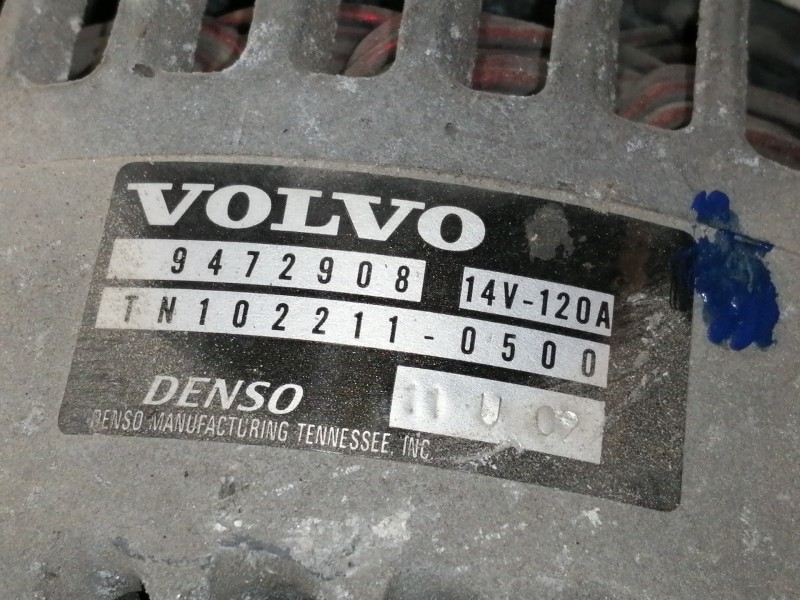 VOLVO
9472908 14V-120A
TN102211-0500
DENSO
DENSO MANUFACTURING TENNESSEE, INC.